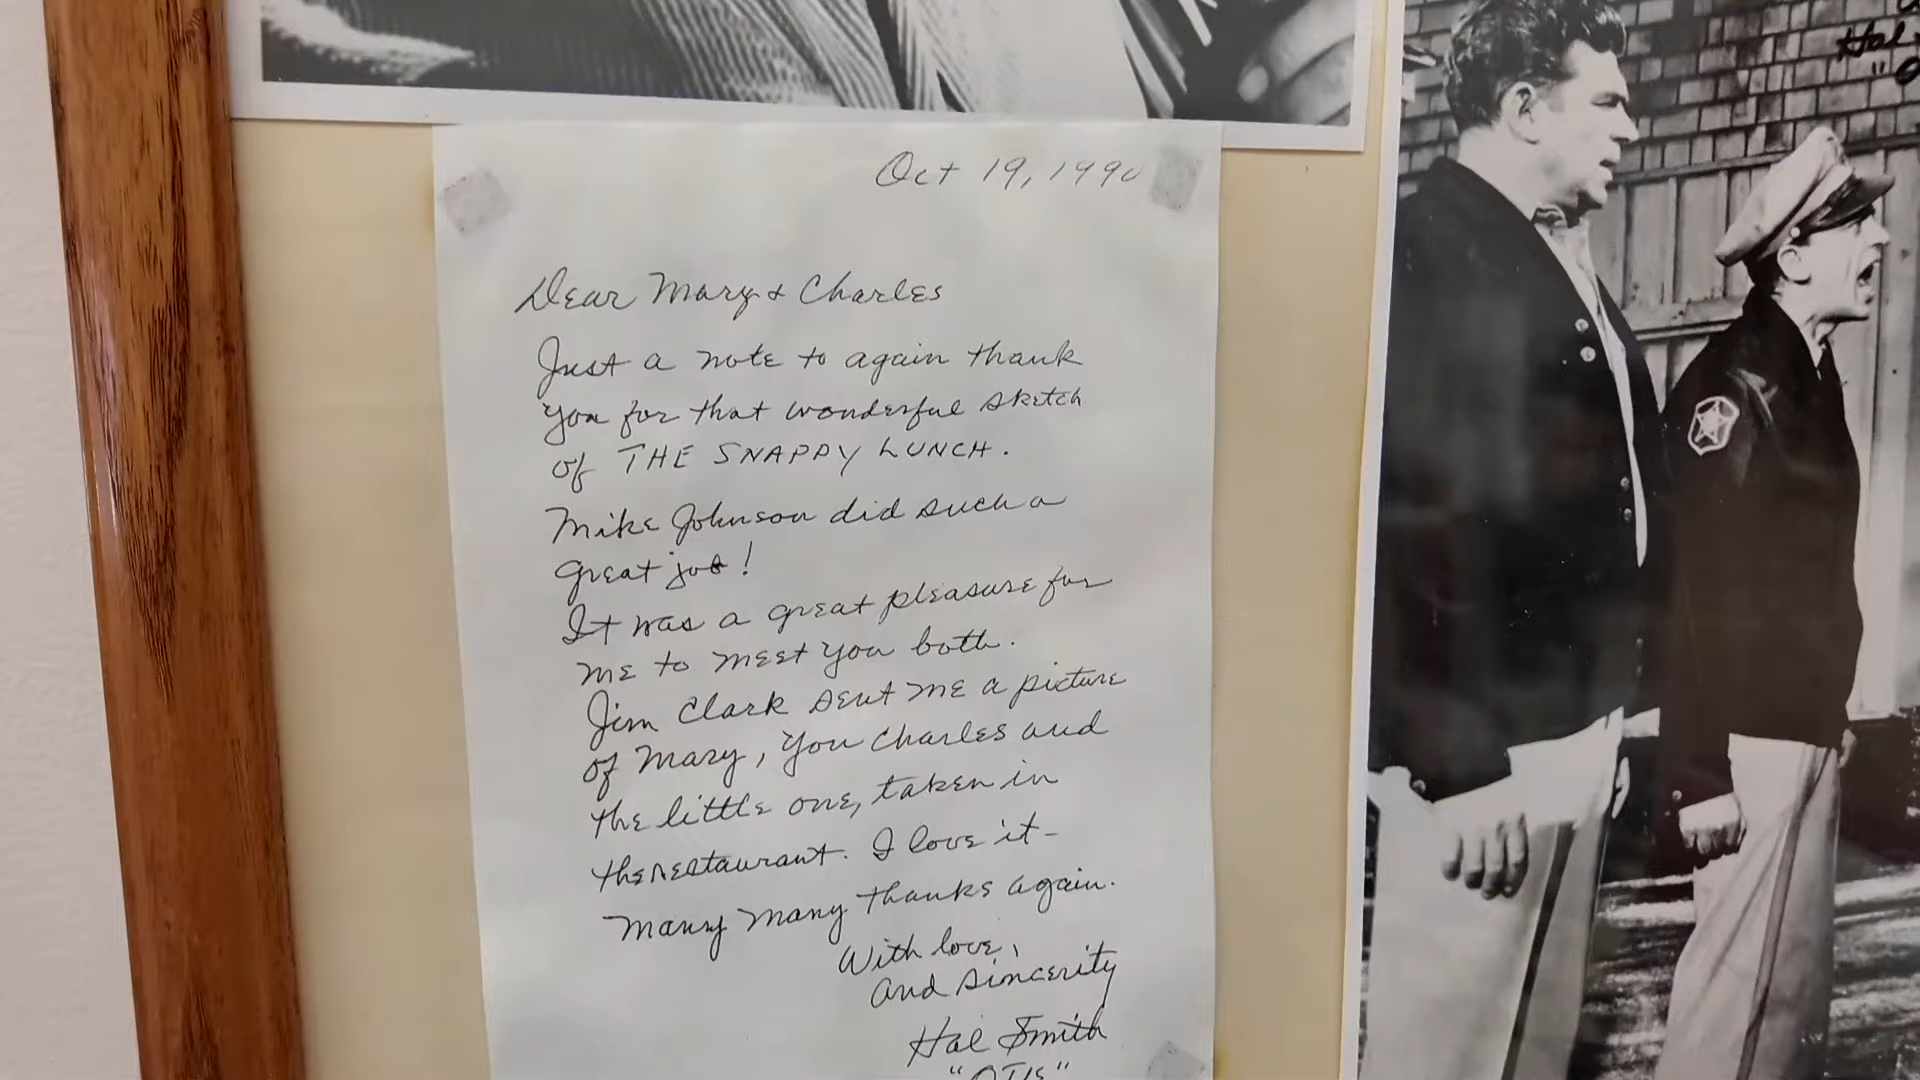 Oct 19, 1990
Dear Mary & Charles
Just a note to again thank
you for that wonderful sketch
of THE SNAPPY LUNCH.
Mike Johnson did such a
great job!
It was a great pleasure for
me to meet you both.
Jim Clark sent me a picture
of Mary, you Charles and
the little one, taken in
the restaurant. I love it-
Many Many thanks again.
With love,
and sincerity
Hal Smith
"OTIS"
Hal